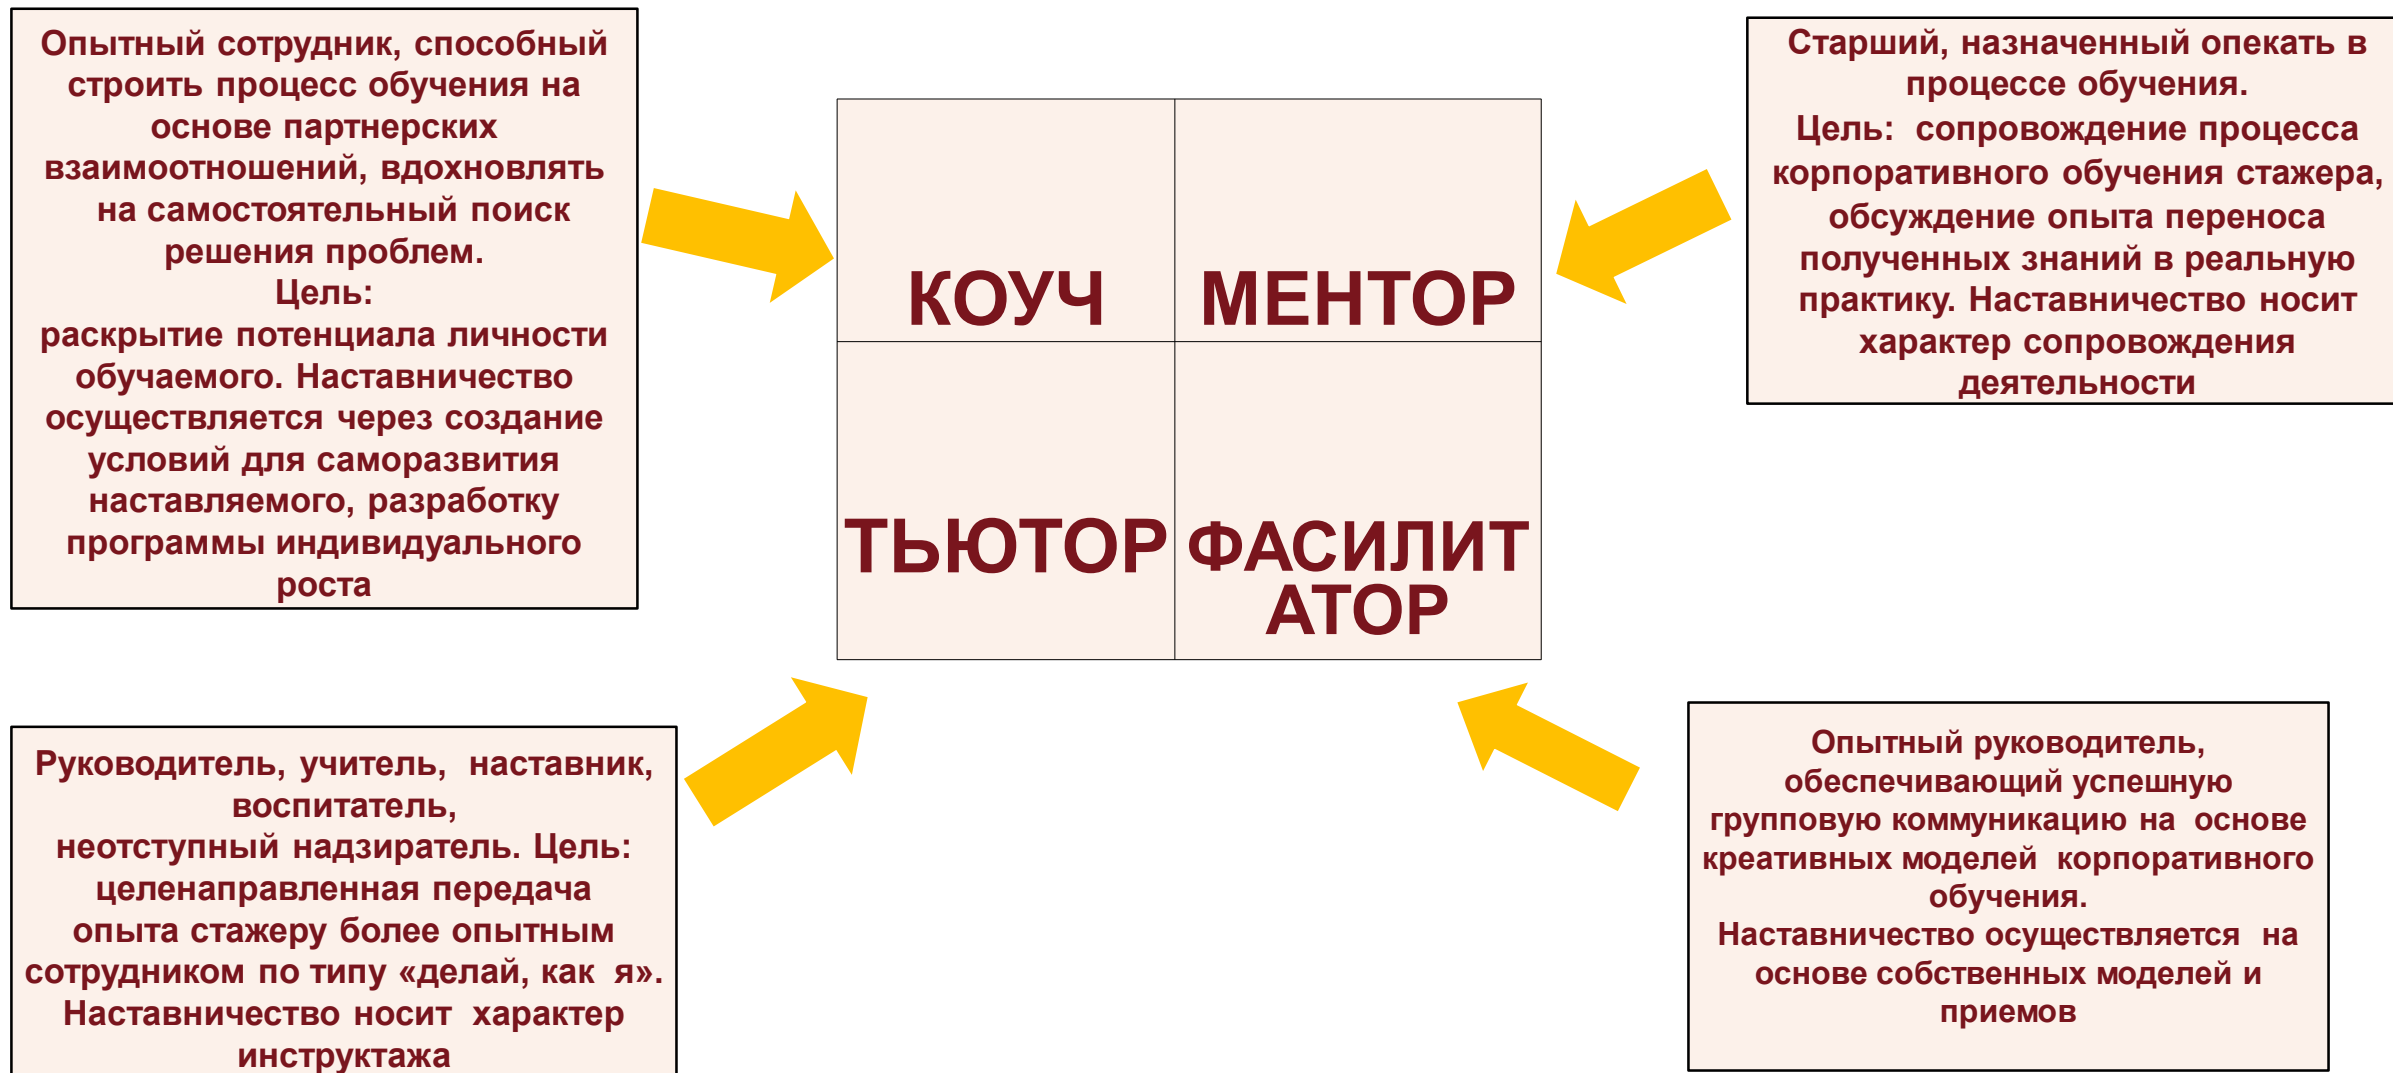 Опытный сотрудник, способный
строить процесс обучения на
основе партнерских
взаимоотношений, вдохновлять
на самостоятельный поиск
решения проблем.
Цель:
раскрытие потенциала личности
обучаемого. Наставничество
осуществляется через создание
условий для саморазвития
наставляемого, разработку
программы индивидуального
роста
КОУЧ
МЕНТОР
ТЬЮТОР
ФАСИЛИТ
АТОР
Старший, назначенный опекать в
процессе обучения.
Цель: сопровождение процесса
корпоративного обучения стажера,
обсуждение опыта переноса
полученных знаний в реальную
практику. Наставничество носит
характер сопровождения
деятельности
Руководитель, учитель, наставник,
воспитатель,
неотступный надзиратель. Цель:
целенаправленная передача
опыта стажеру более опытным
сотрудником по типу «делай, как я».
Наставничество носит характер
инструктажа
Опытный руководитель,
обеспечивающий успешную
групповую коммуникацию на основе
креативных моделей корпоративного
обучения.
Наставничество осуществляется на
основе собственных моделей и
приемов